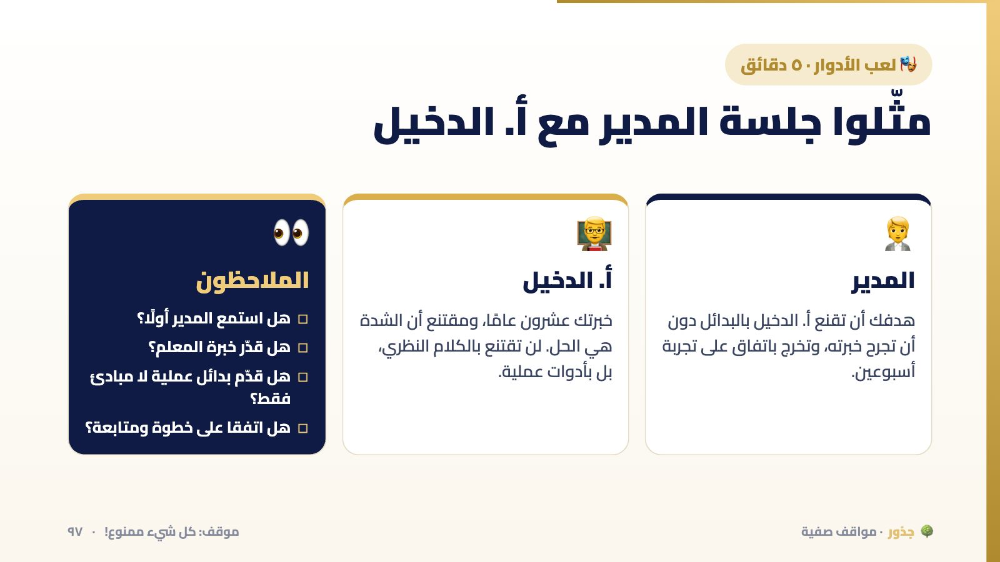 لعب الأدوار · ٥ دقائق
مثّلوا جلسة المدير مع أ. الدخيل
المدير
هدفك أن تقنع أ. الدخيل بالبدائل دون
أن تجرح خبرته، وتخرج باتفاق على تجربة
أسبوعين.
أ. الدخيل
خبرتك عشرون عامًا، ومقتنع أن الشدة
هي الحل. لن تقتنع بالكلام النظري،
بل بأدوات عملية.
الملاحظون
هل استمع المدير أولًا؟
هل قدّر خبرة المعلم؟
هل قدّم بدائل عملية لا مبادئ
فقط؟
هل اتفقا على خطوة ومتابعة؟
جذور · مواقف صفية
موقف: كل شيء ممنوع! · ٩٧